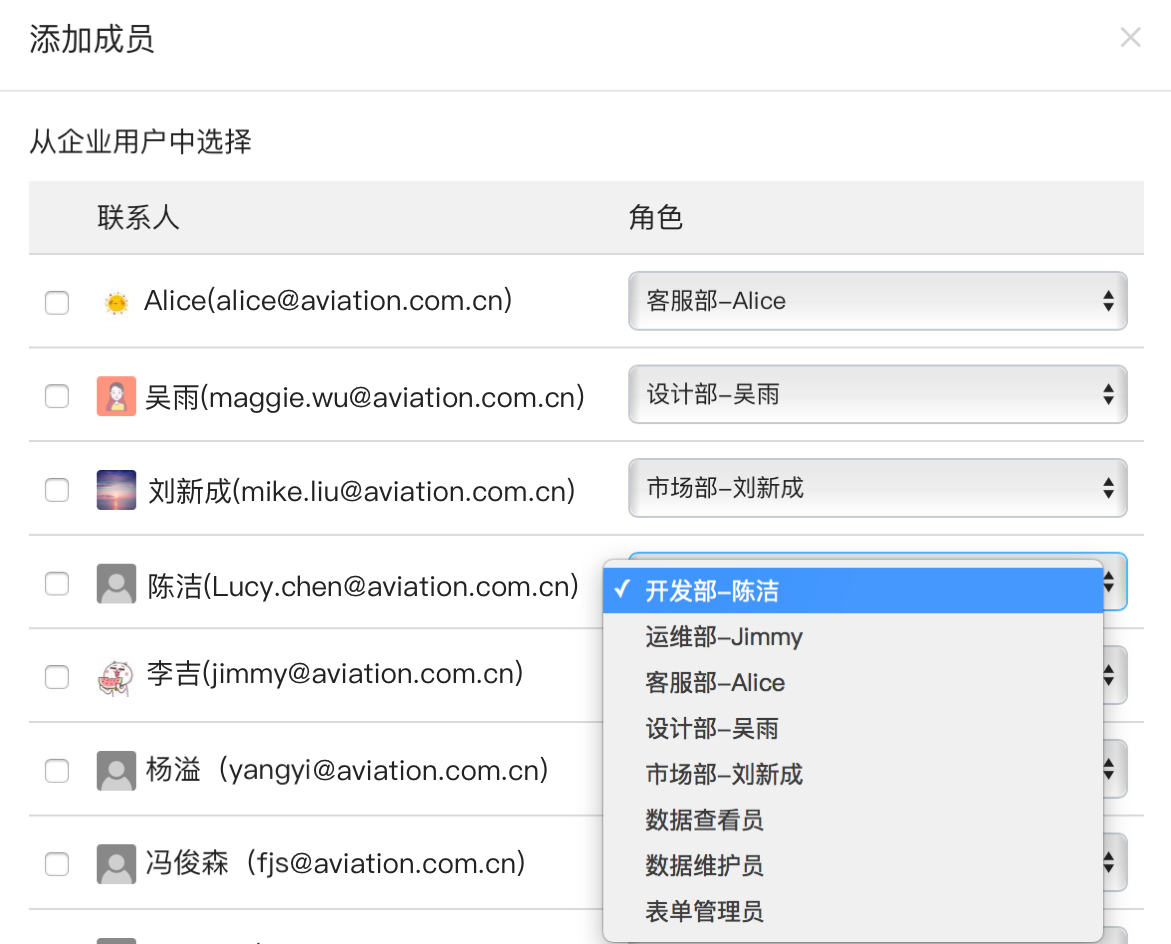 添加成员
从企业用户中选择
联系人 角色
Alice(alice@aviation.com.cn) 客服部–Alice
吴雨(maggie.wu@aviation.com.cn) 设计部–吴雨
刘新成(mike.liu@aviation.com.cn) 市场部–刘新成
陈洁(Lucy.chen@aviation.com.cn)
李吉(jimmy@aviation.com.cn)
杨溢（yangyi@aviation.com.cn)
冯俊森（fjs@aviation.com.cn)
✓ 开发部–陈洁
运维部–Jimmy
客服部–Alice
设计部–吴雨
市场部–刘新成
数据查看员
数据维护员
表单管理员